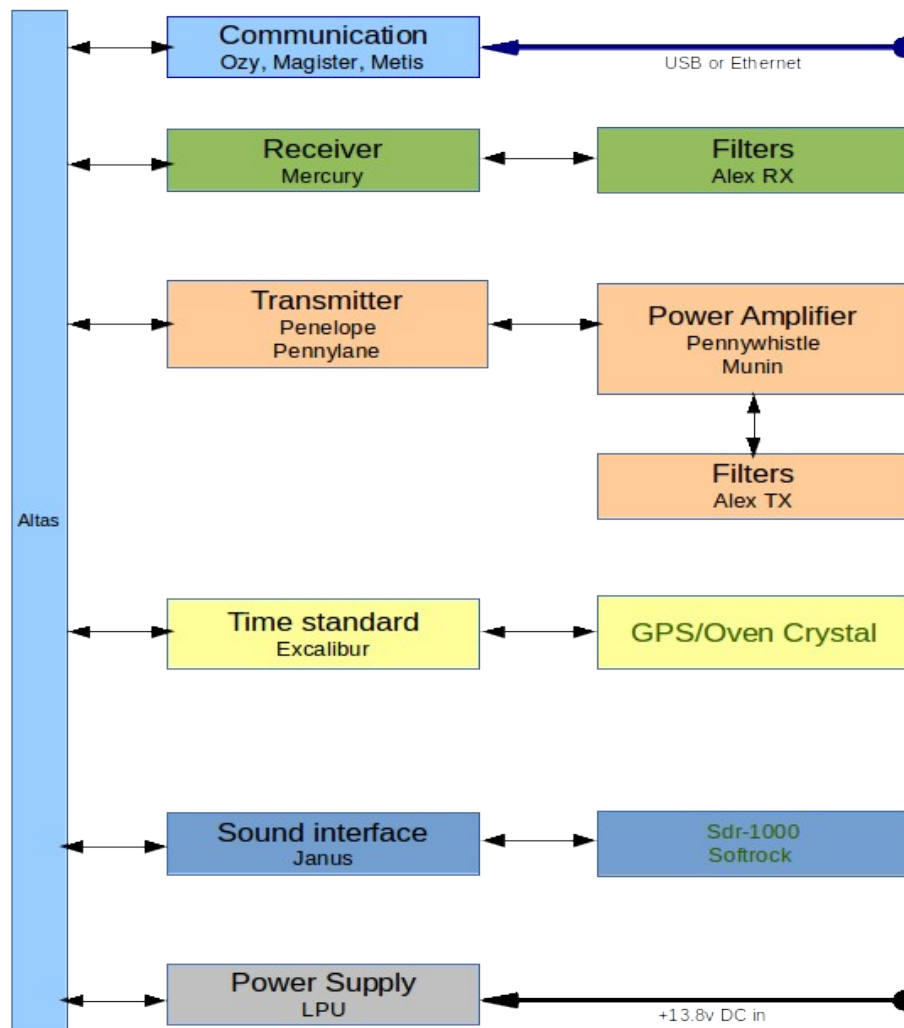 Communication
Ozy, Magister, Metis
USB or Ethernet
Receiver
Mercury
Filters
Alex RX
Transmitter
Penelope
Pennylane
Power Amplifier
Pennywhistle
Munin
Filters
Alex TX
Altas
Time standard
Excalibur
GPS/Oven Crystal
Sound interface
Janus
Sdr-1000
Softrock
Power Supply
LPU
+13.8v DC in